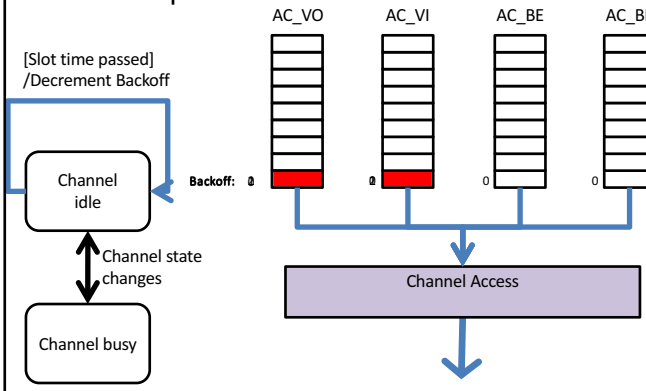 AC_VO AC_VI AC_BE
[Slot time passed]
/Decrement Backoff
Channel
idle
Backoff: 0 0
Channel state
changes
Channel Access
Channel busy